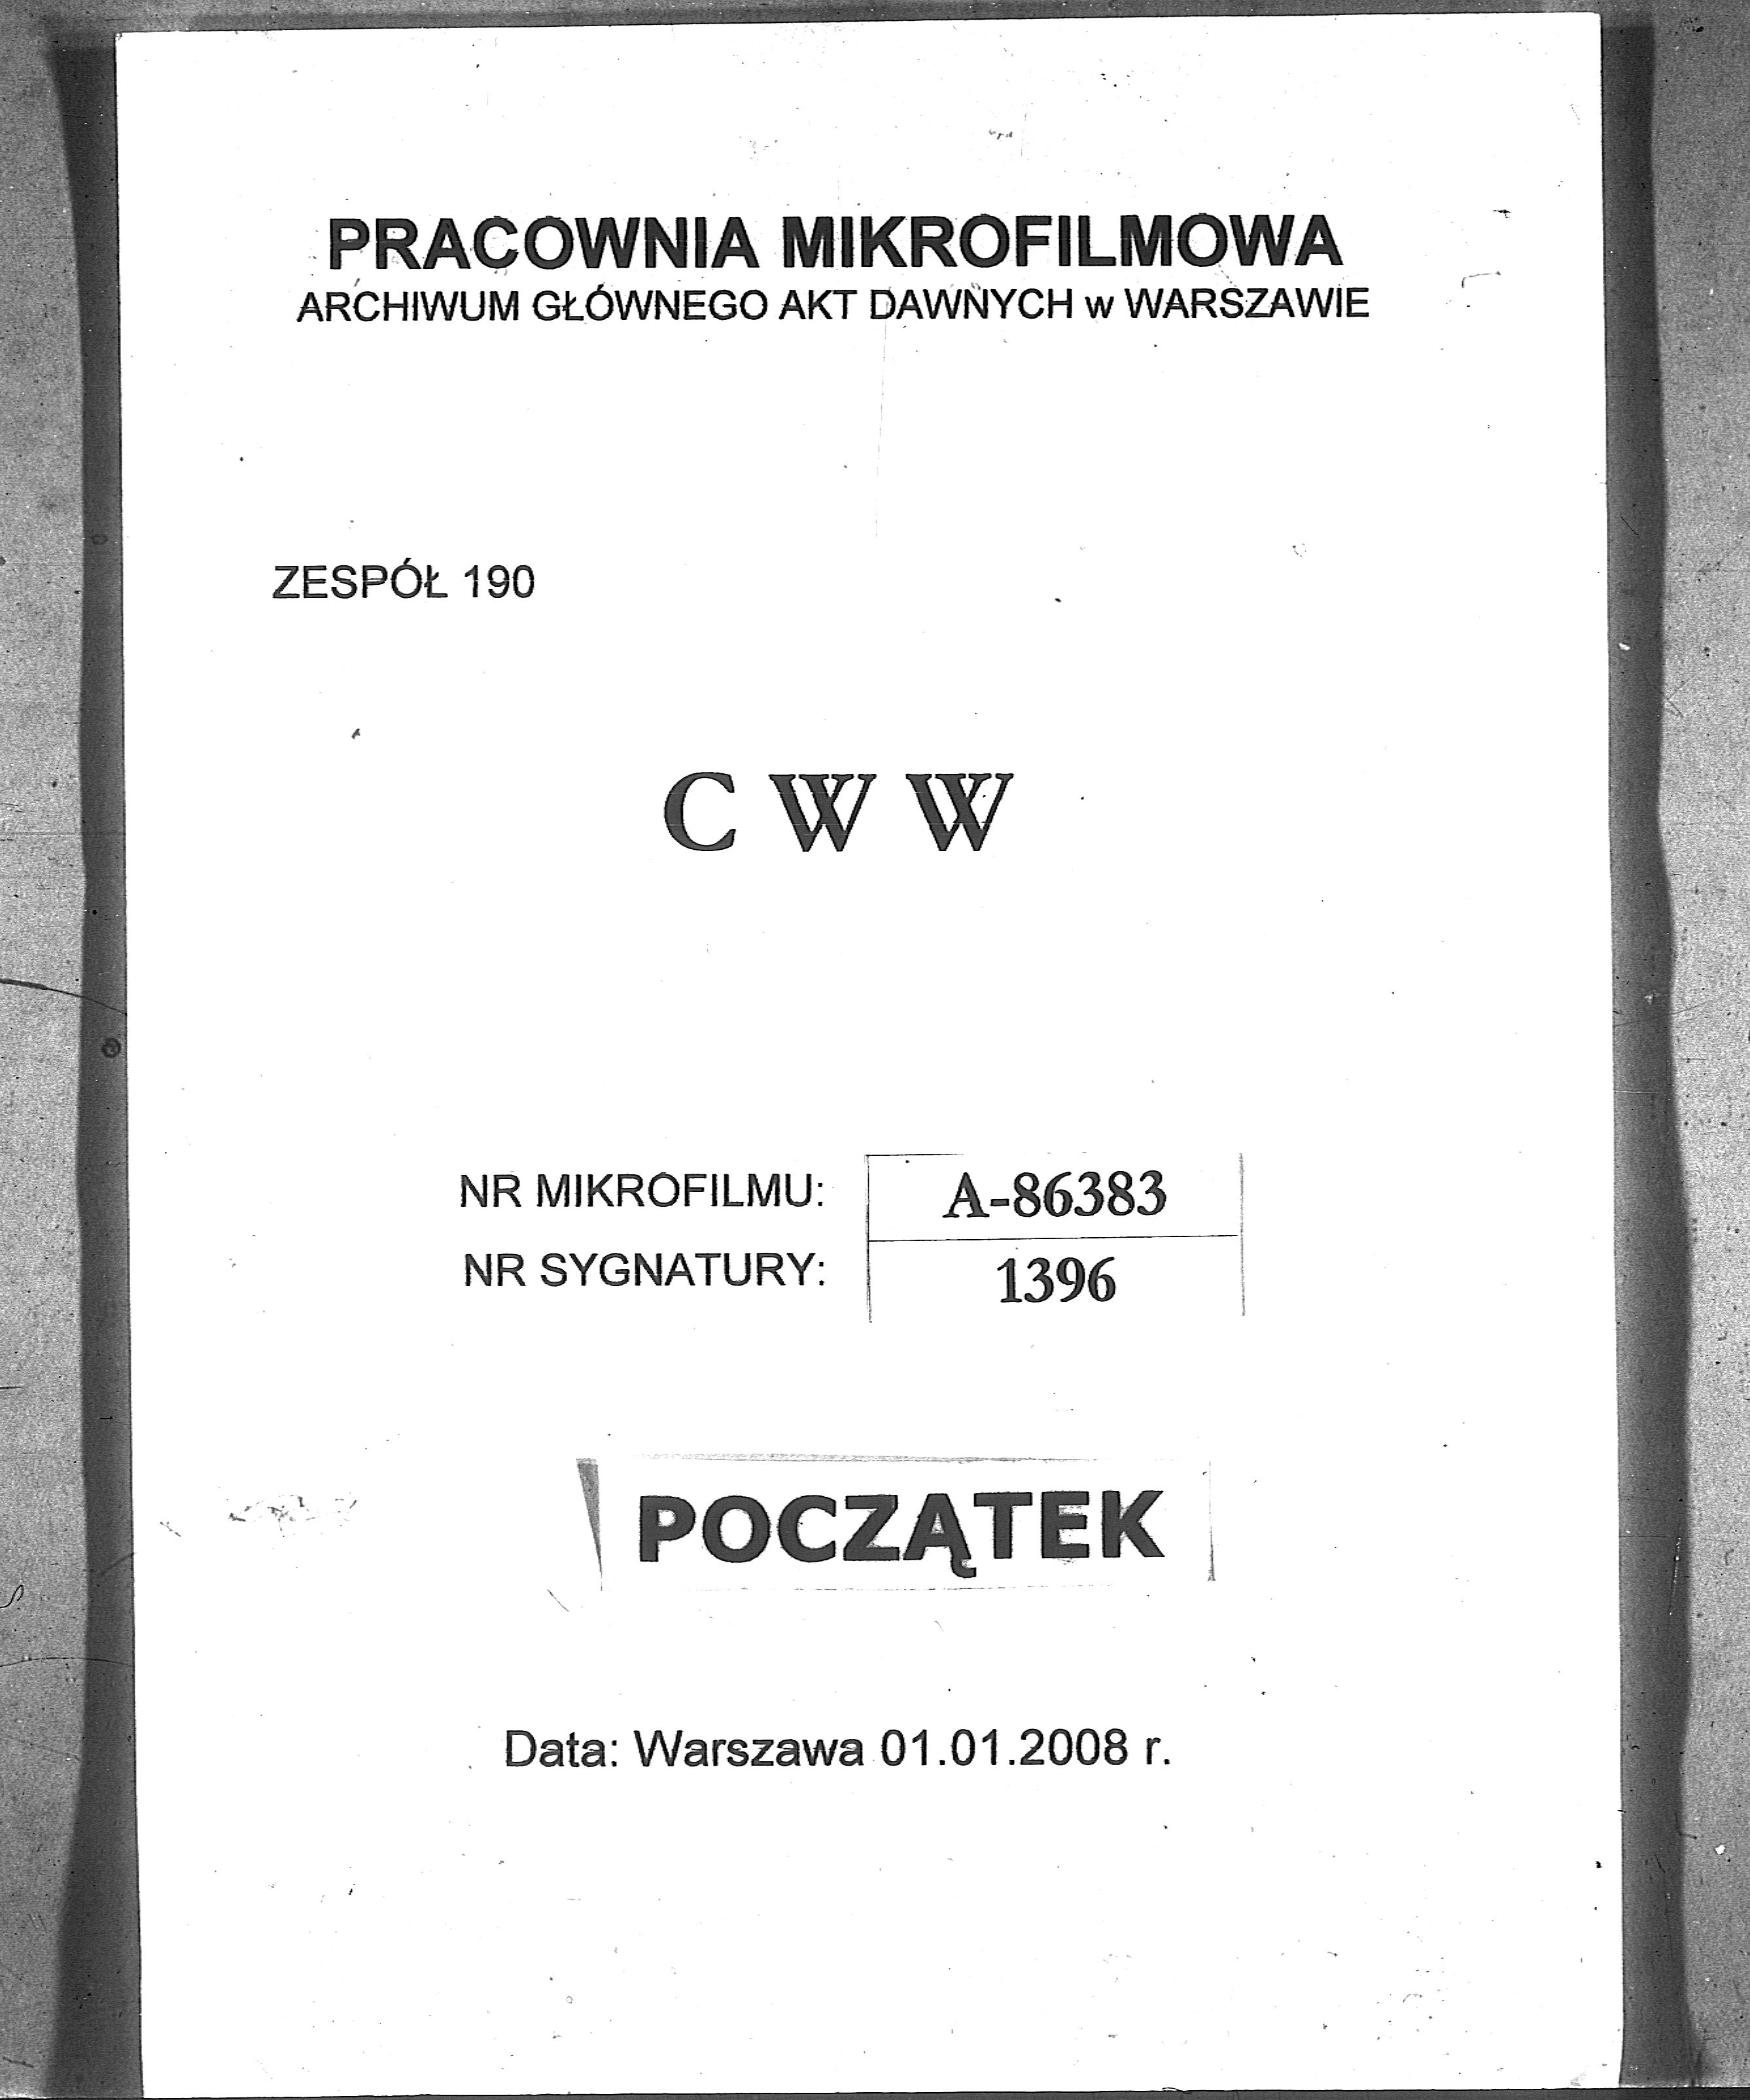 PRACOWNIA MIKROFILMOWA
ARCHIWUM GŁÓWNEGO AKT DAWNYCH w WARSZAWIE
ZESPÓŁ 190
C W W
NR MIKROFILMU: A-86383
NR SYGNATURY: 1396
POCZĄTEK
Data: Warszawa 01.01.2008 r.